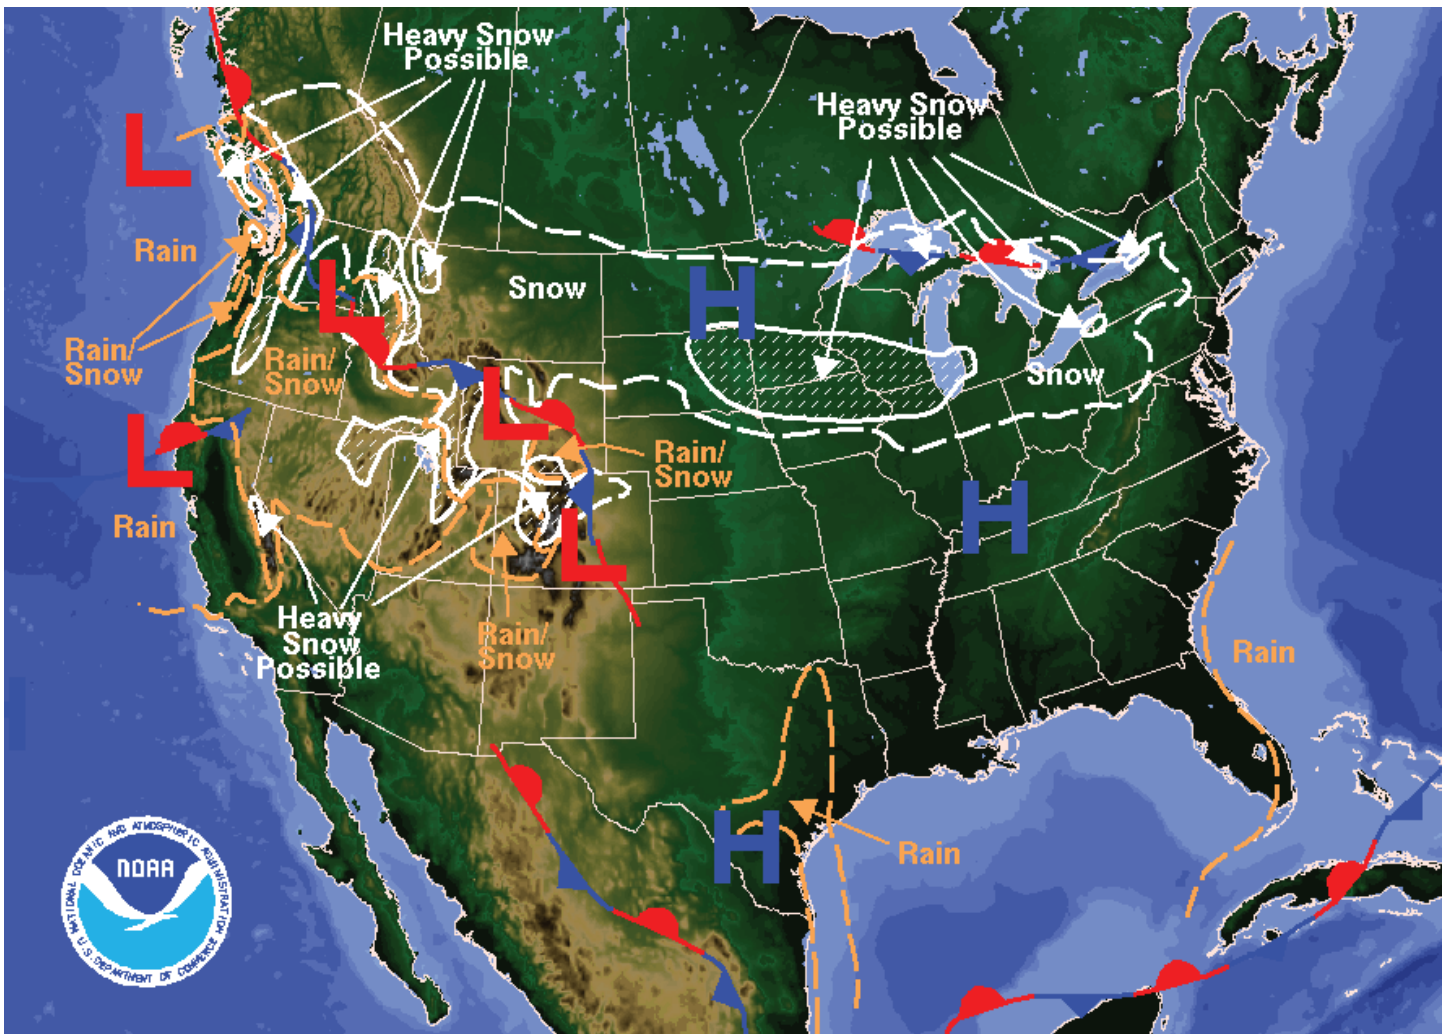 Heavy Snow
Possible
Heavy Snow
Possible
L
Rain
Snow
H
L
Rain/
Snow
Rain/
Snow
Snow
L
L
Rain/
Snow
H
Rain
L
Heavy
Snow
Possible
Rain/
Snow
Rain
H
Rain
NATIONAL OCEANIC AND ATMOSPHERIC ADMINISTRATION
NOAA
U.S. DEPARTMENT OF COMMERCE